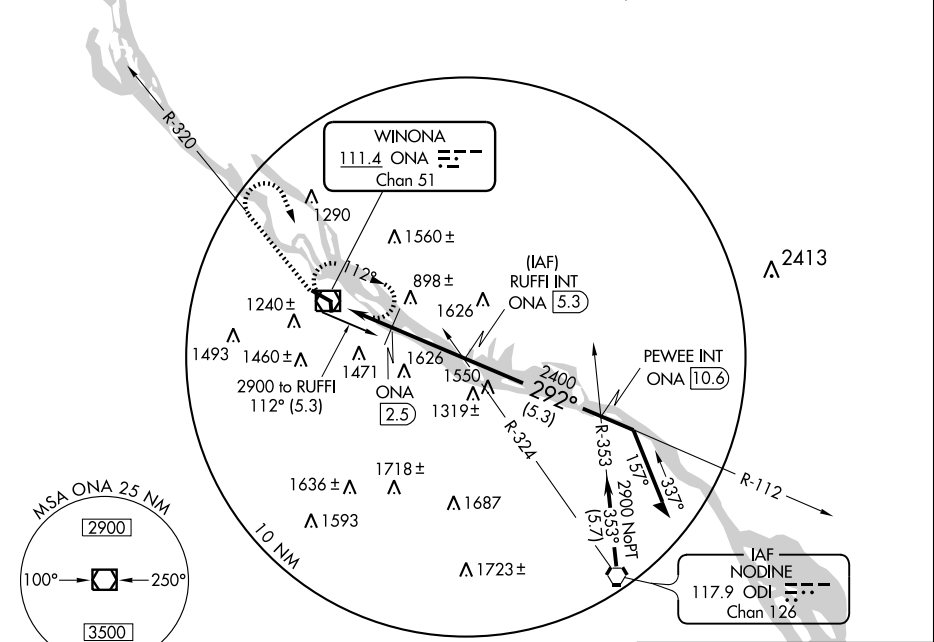 R-320
WINONA
111.4 ONA
Chan 51
1290
1560 ±
2413
112°
(IAF)
RUFFI INT
ONA 5.3
898 ±
1626
1240 ±
1493
1460 ±
1471
1626
PEWEE INT
ONA 10.6
2900 to RUFFI
112° (5.3)
ONA
2.5
1550
1319 ±
2400
292°
(5.3)
R-324
R-353
157°
337°
R-112
2900 NoPT
353°
(5.7)
1718 ±
1636 ±
1687
1593
10 NM
1723 ±
MSA ONA 25 NM
2900
100°
250°
3500
IAF
NODINE
117.9 ODI
Chan 126